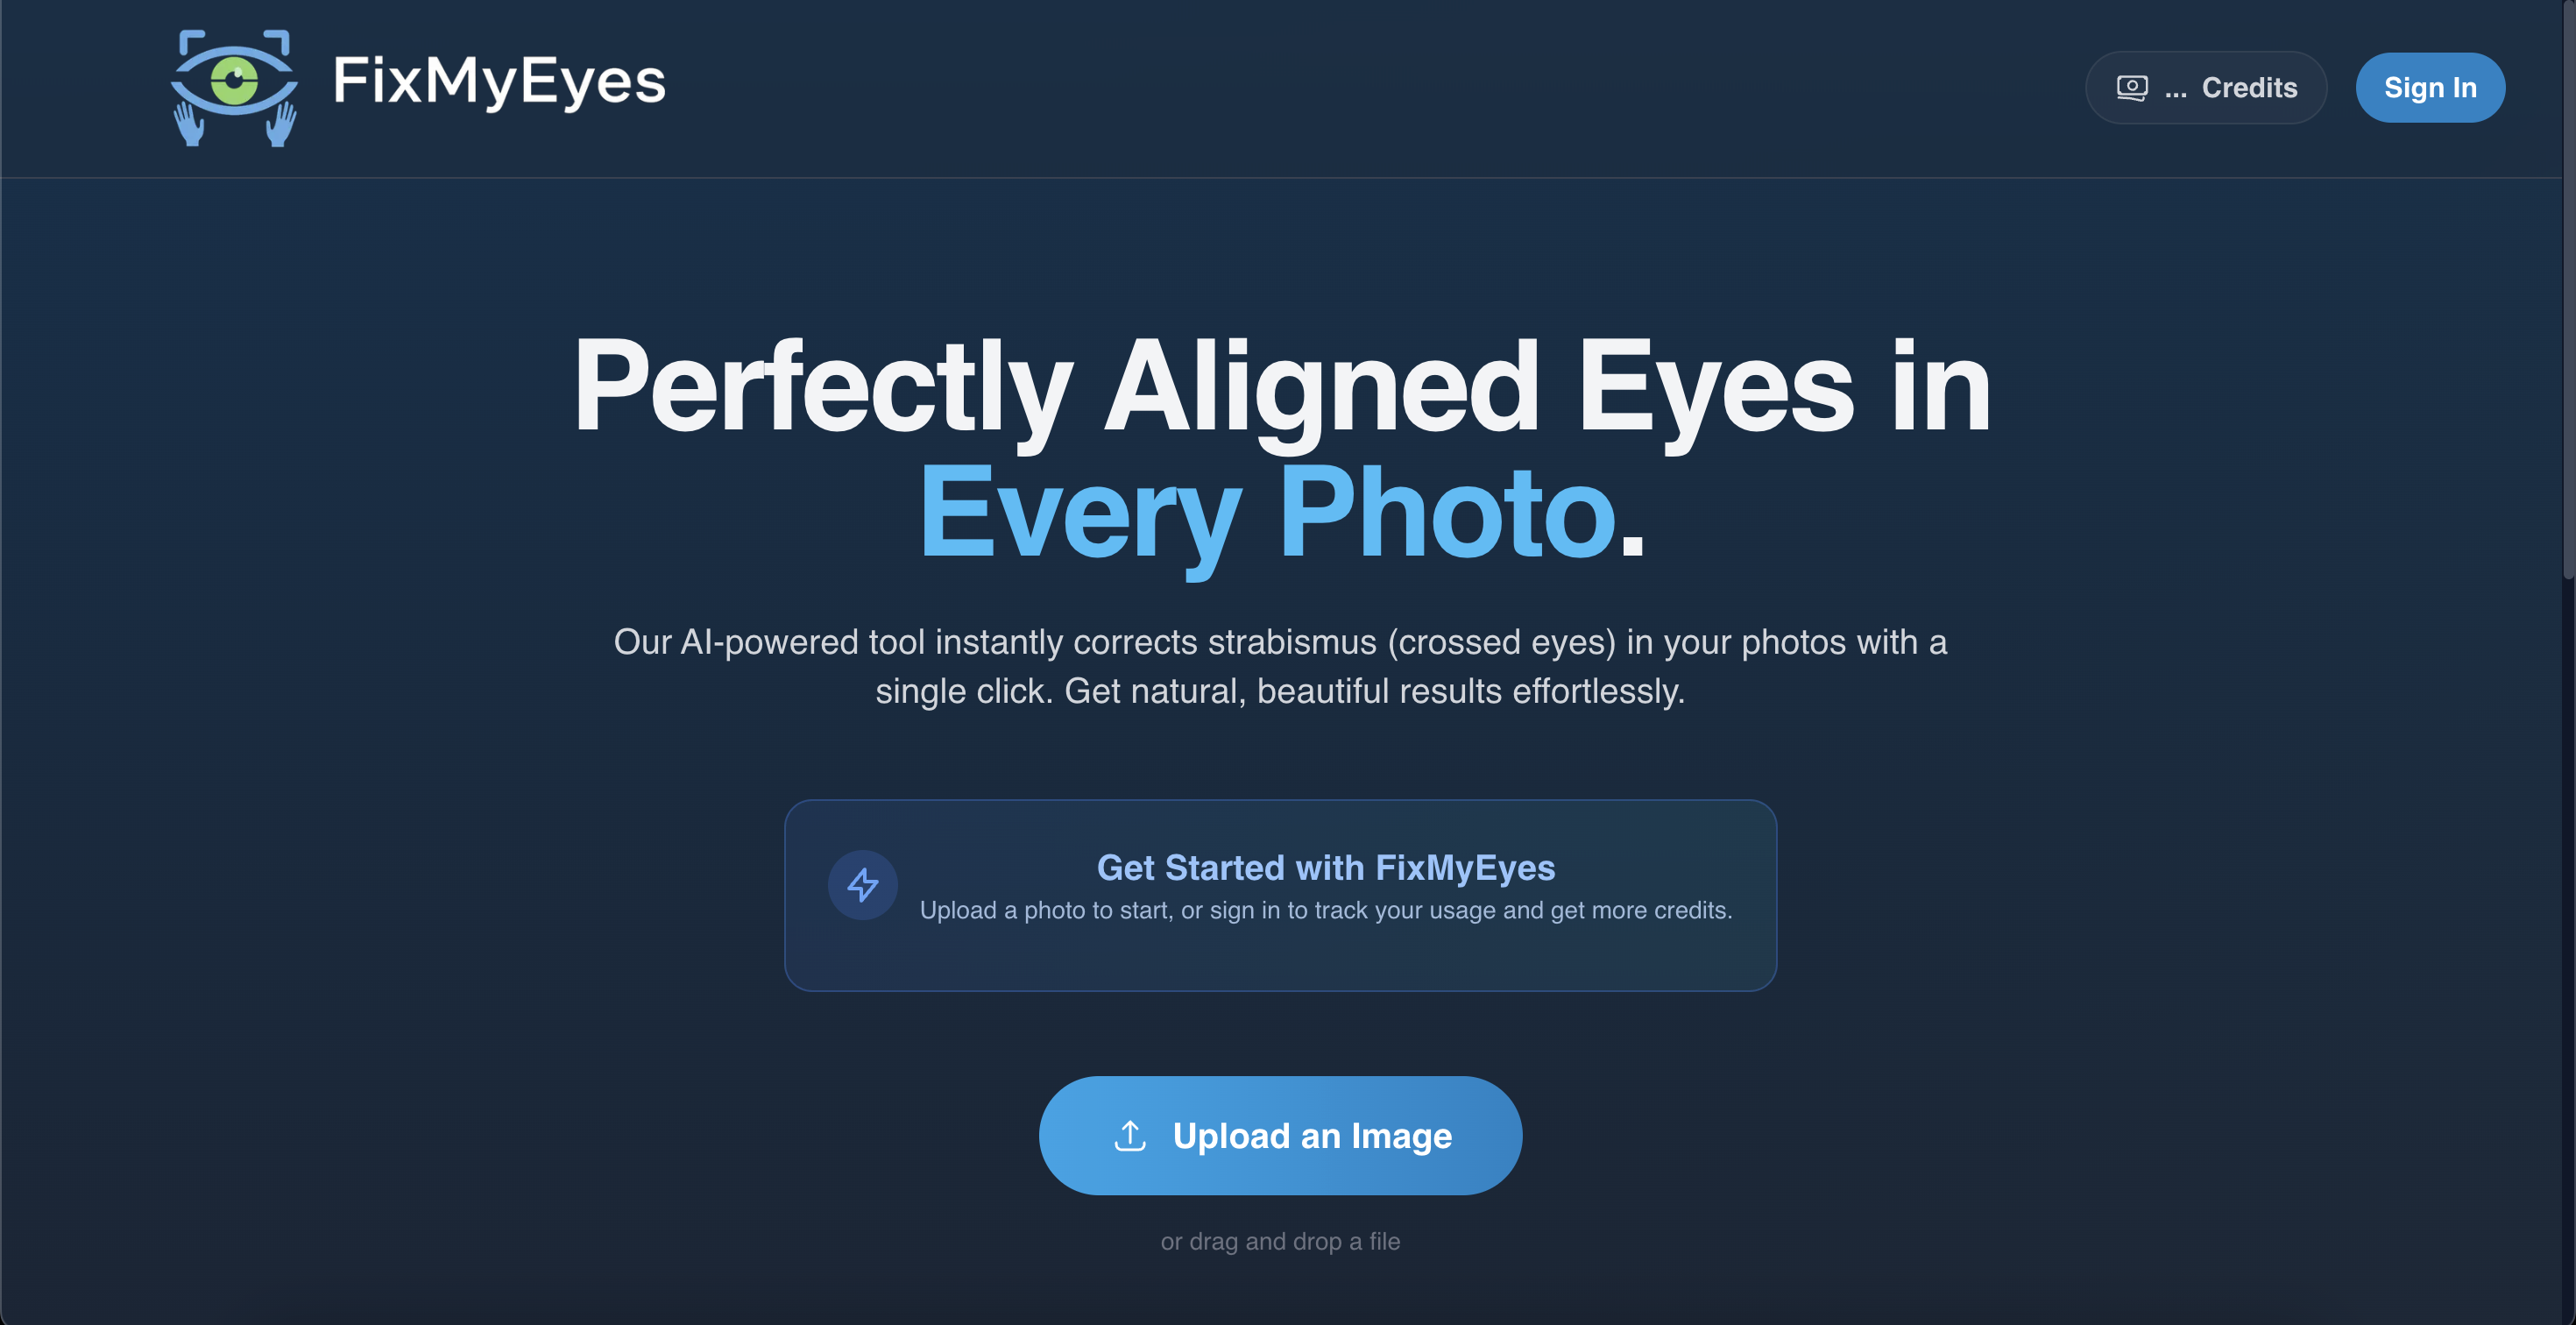 FixMyEyes
... Credits
Sign In
Perfectly Aligned Eyes in
Every Photo.
Our AI-powered tool instantly corrects strabismus (crossed eyes) in your photos with a
single click. Get natural, beautiful results effortlessly.
Get Started with FixMyEyes
Upload a photo to start, or sign in to track your usage and get more credits.
Upload an Image
or drag and drop a file